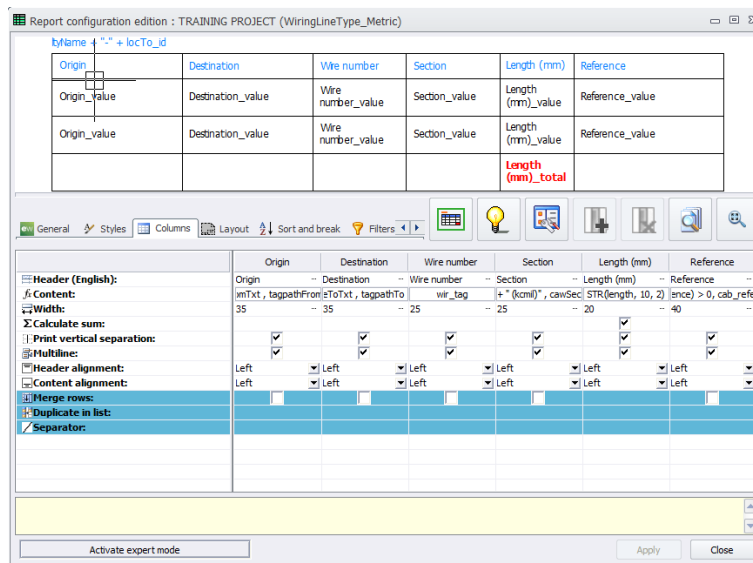 Report configuration edition : TRAINING PROJECT (WiringLineType_Metric)
ltyName + "-" + locTo_id
Origin Destination Wire number Section Length (mm) Reference
Origin_value Destination_value Wire number_value Section_value Length (mm)_value Reference_value
Origin_value Destination_value Wire number_value Section_value Length (mm)_value Reference_value
Length (mm)_total
General Styles Columns Layout Sort and break Filters
Origin Destination Wire number Section Length (mm) Reference
Header (English): Origin Destination Wire number Section Length (mm) Reference
Content: omTxt , tagpathFrom eToTxt , tagpathTo wir_tag + " (kcmil)" , cawSec STR(length, 10, 2) ence) > 0, cab_refe
Width: 35 35 25 25 20 40
Calculate sum:
Print vertical separation:
Multiline:
Header alignment: Left Left Left Left Left Left
Content alignment: Left Left Left Left Left Left
Merge rows:
Duplicate in list:
Separator:
Activate expert mode Apply Close